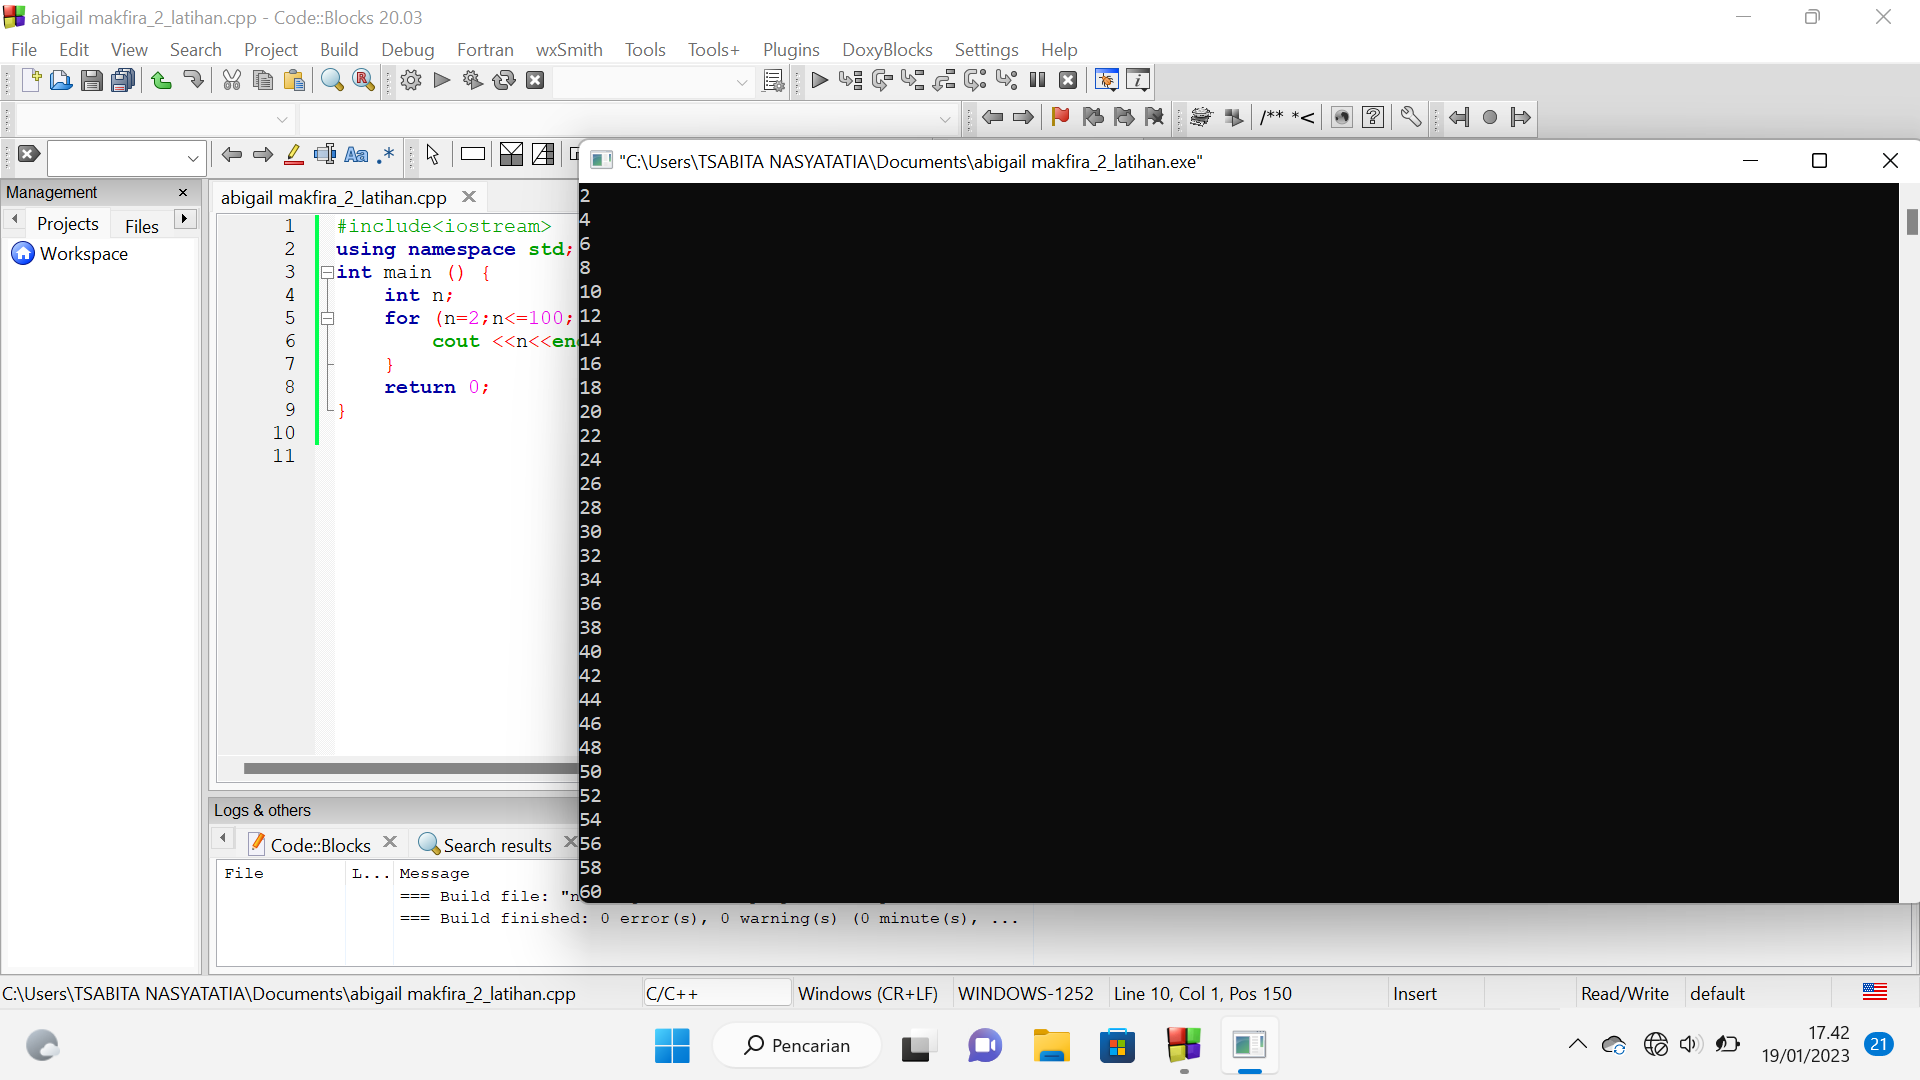 abigail makfira_2_latihan.cpp - Code::Blocks 20.03
File Edit View Search Project Build Debug Fortran wxSmith Tools Tools+ Plugins DoxyBlocks Settings Help
/** *<
Aa .*
"C:\Users\TSABITA NASYATATIA\Documents\abigail makfira_2_latihan.exe"
Management
Projects Files
Workspace
abigail makfira_2_latihan.cpp
1 #include<iostream>
2 using namespace std;
3 int main () {
4 int n;
5 for (n=2;n<=100;
6 cout <<n<<en
7 }
8 return 0;
9 }
10
11
2
4
6
8
10
12
14
16
18
20
22
24
26
28
30
32
34
36
38
40
42
44
46
48
50
52
54
56
58
60
Logs & others
Code::Blocks Search results
File L... Message
=== Build file: "n
=== Build finished: 0 error(s), 0 warning(s) (0 minute(s), ...
C:\Users\TSABITA NASYATATIA\Documents\abigail makfira_2_latihan.cpp C/C++ Windows (CR+LF) WINDOWS-1252 Line 10, Col 1, Pos 150 Insert Read/Write default
Pencarian
17.42
19/01/2023
21